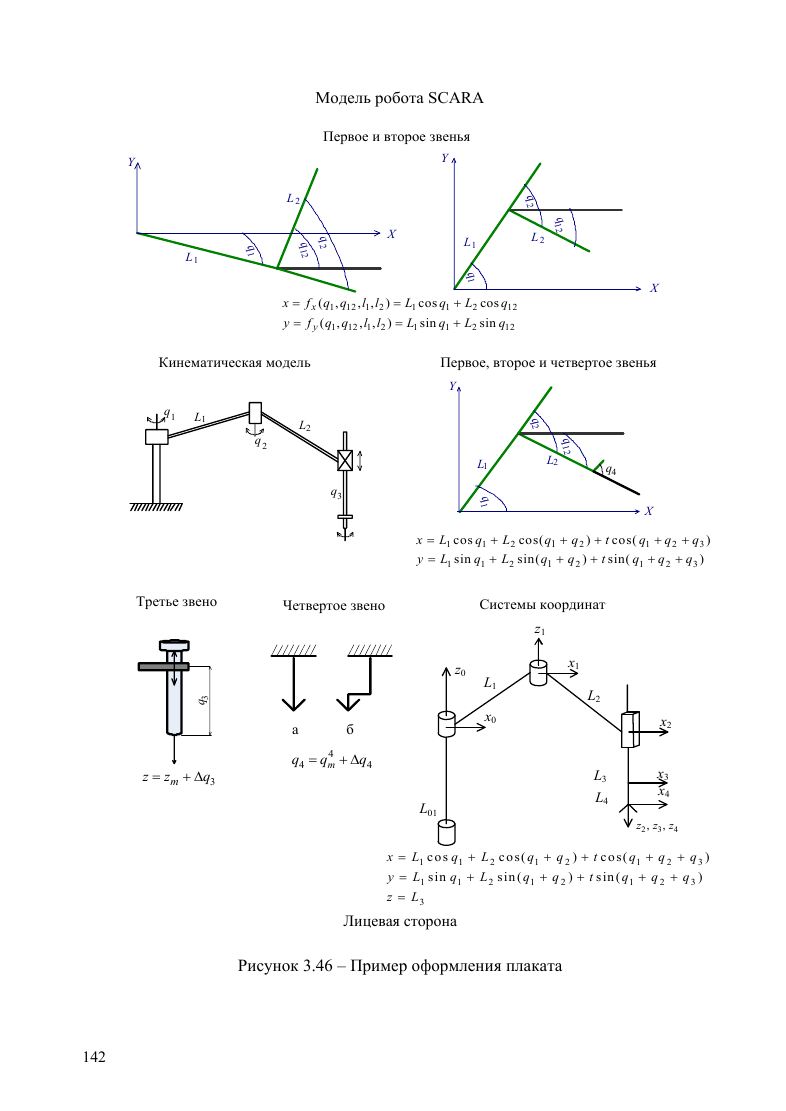 Модель робота SCARA
Первое и второе звенья
Y
L2
X
q1
q12
q2
L1
Y
q2
q12
L1
L2
q1
X
x = fx (q1, q12, l1, l2) = L1 cos q1 + L2 cos q12
y = fy (q1, q12, l1, l2) = L1 sin q1 + L2 sin q12
Кинематическая модель
q1
L1
q2
L2
q3
Первое, второе и четвертое звенья
Y
q2
q12
L1
L2
q4
q1
X
x = L1 cos q1 + L2 cos( q1 + q2 ) + t cos( q1 + q2 + q3 )
y = L1 sin q1 + L2 sin( q1 + q2 ) + t sin( q1 + q2 + q3 )
Третье звено
q3
z = zm + Δq3
Четвертое звено
а б
q4 = q⁴m + Δq4
Системы координат
z1
z0
x1
L1
L2
x0
x2
L3
x3
L4
x4
L01
z2, z3, z4
x = L1 cos q1 + L2 cos( q1 + q2 ) + t cos( q1 + q2 + q3 )
y = L1 sin q1 + L2 sin( q1 + q2 ) + t sin( q1 + q2 + q3 )
z = L3
Лицевая сторона
Рисунок 3.46 – Пример оформления плаката
142